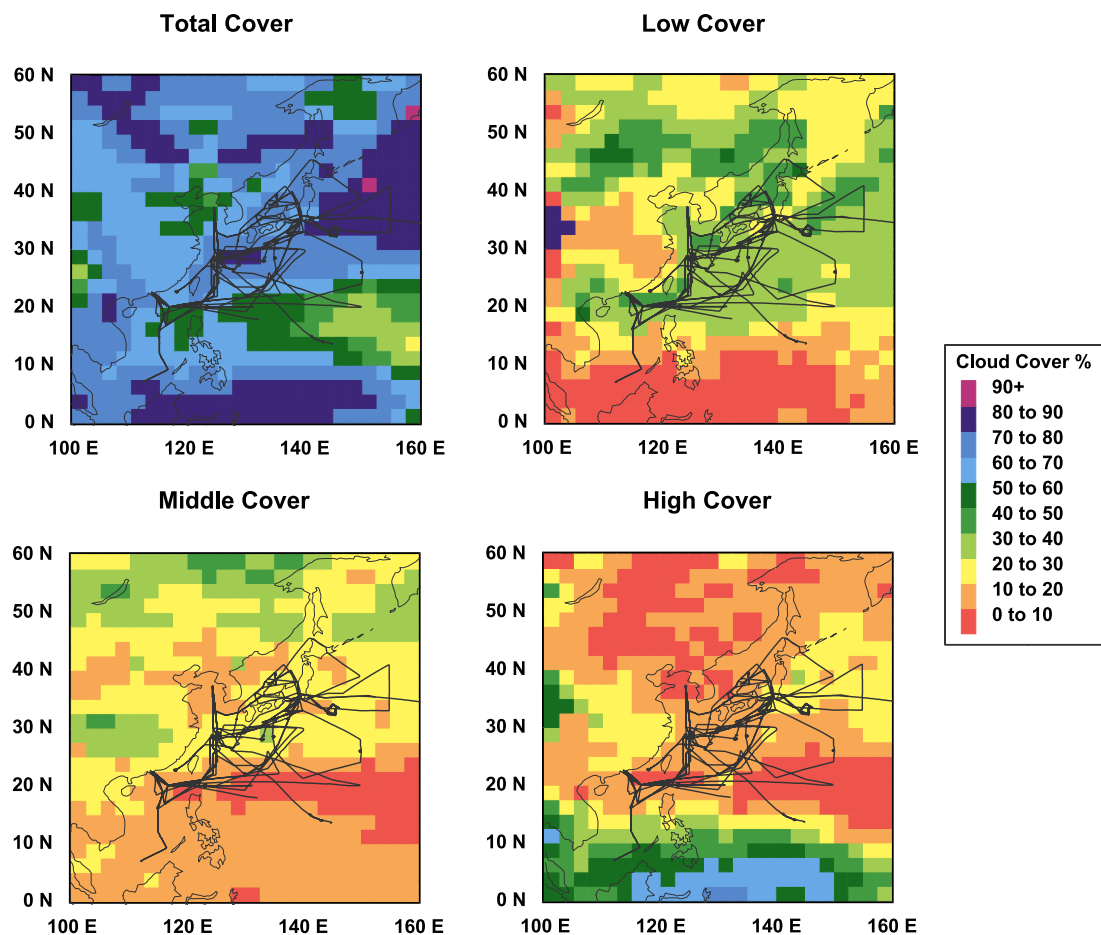 Total Cover
Low Cover
60 N
50 N
40 N
30 N
20 N
10 N
0 N
100 E 120 E 140 E 160 E
60 N
50 N
40 N
30 N
20 N
10 N
0 N
100 E 120 E 140 E 160 E
Cloud Cover %
90+
80 to 90
70 to 80
60 to 70
50 to 60
40 to 50
30 to 40
20 to 30
10 to 20
0 to 10
Middle Cover
High Cover
60 N
50 N
40 N
30 N
20 N
10 N
0 N
100 E 120 E 140 E 160 E
60 N
50 N
40 N
30 N
20 N
10 N
0 N
100 E 120 E 140 E 160 E